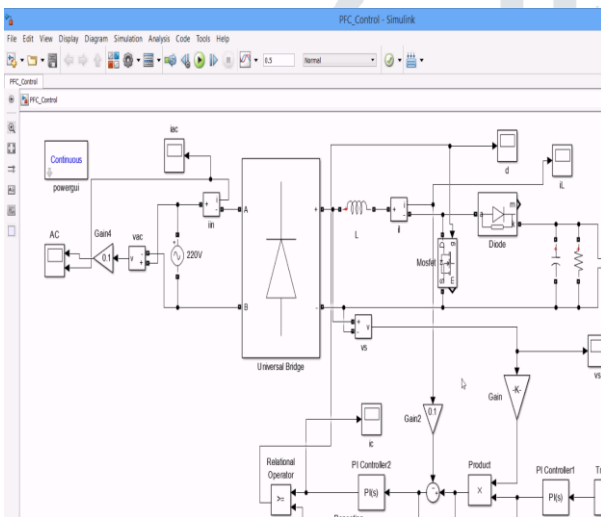 PFC_Control - Simulink
File Edit View Display Diagram Simulation Analysis Code Tools Help
0.5 Normal
PFC_Control
PFC_Control
Continuous
powergui
iac
d
iL
AC
Gain4
0.1
vac
v
+
-
220V
iin
i
+
-
A
B
+
-
Universal Bridge
L
+
i
-
il
a
m
k
Diode
Mosfet
g
D
S
E
+
-
v
vs
vs
-K-
Gain
0.1
Gain2
ic
Relational
Operator
>=
PI Controller2
PI(s)
Product
×
PI Controller1
PI(s)